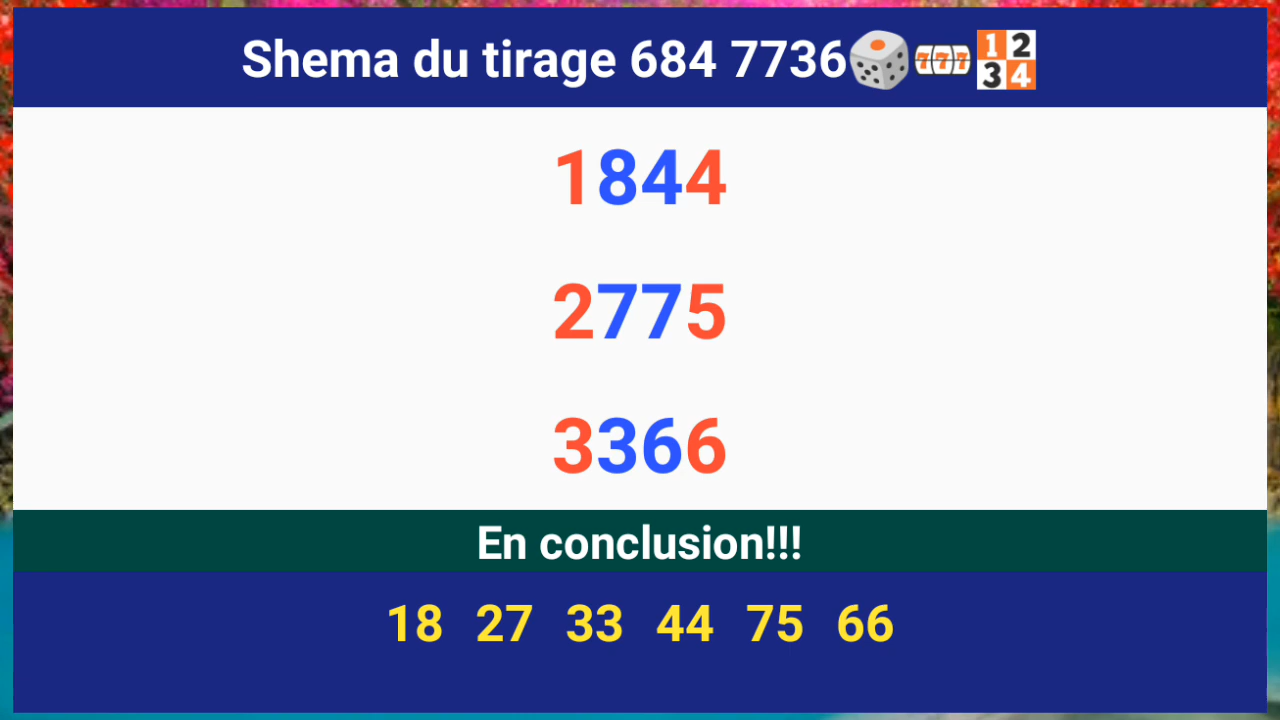 Shema du tirage 684 7736🎲🎰🔢
1844
2775
3366
En conclusion!!!
18 27 33 44 75 66